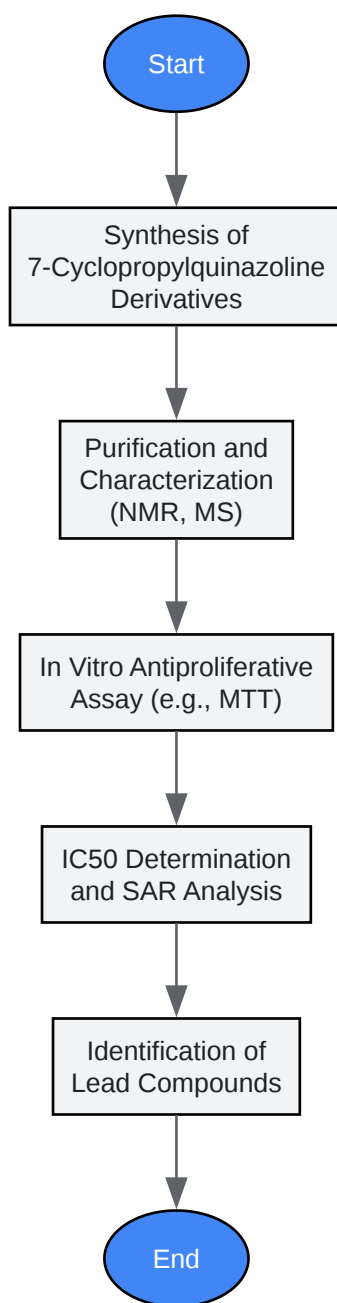 Start
Synthesis of
7-Cyclopropylquinazoline
Derivatives
Purification and
Characterization
(NMR, MS)
In Vitro Antiproliferative
Assay (e.g., MTT)
IC50 Determination
and SAR Analysis
Identification of
Lead Compounds
End